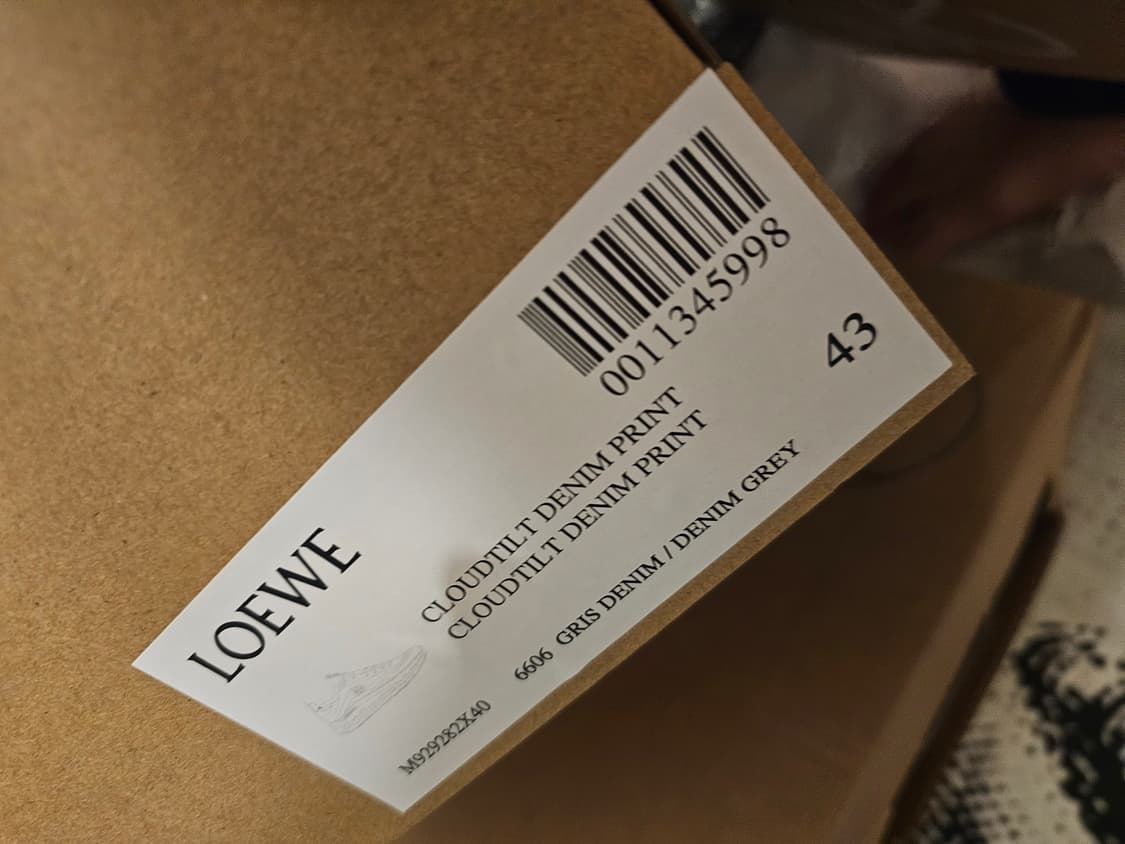 LOEWE
0011345998
CLOUDTILT DENIM PRINT
CLOUDTILT DENIM PRINT
43
M929282X40
6606 GRIS DENIM / DENIM GREY